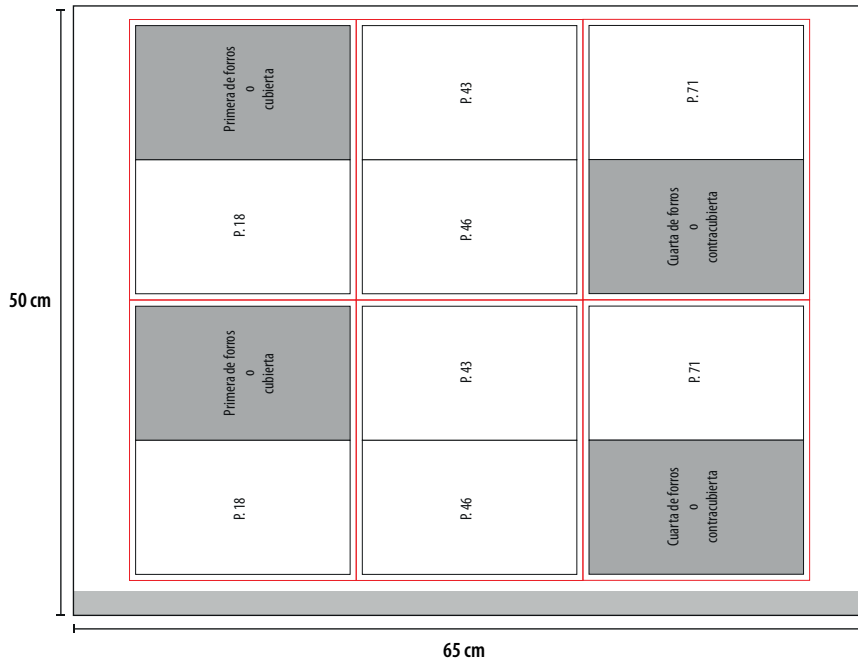 Primera de forros
o
cubierta
P. 43
P. 71
P. 18
P. 46
Cuarta de forros
o
contracubierta
50 cm
Primera de forros
o
cubierta
P. 43
P. 71
P. 18
P. 46
Cuarta de forros
o
contracubierta
65 cm